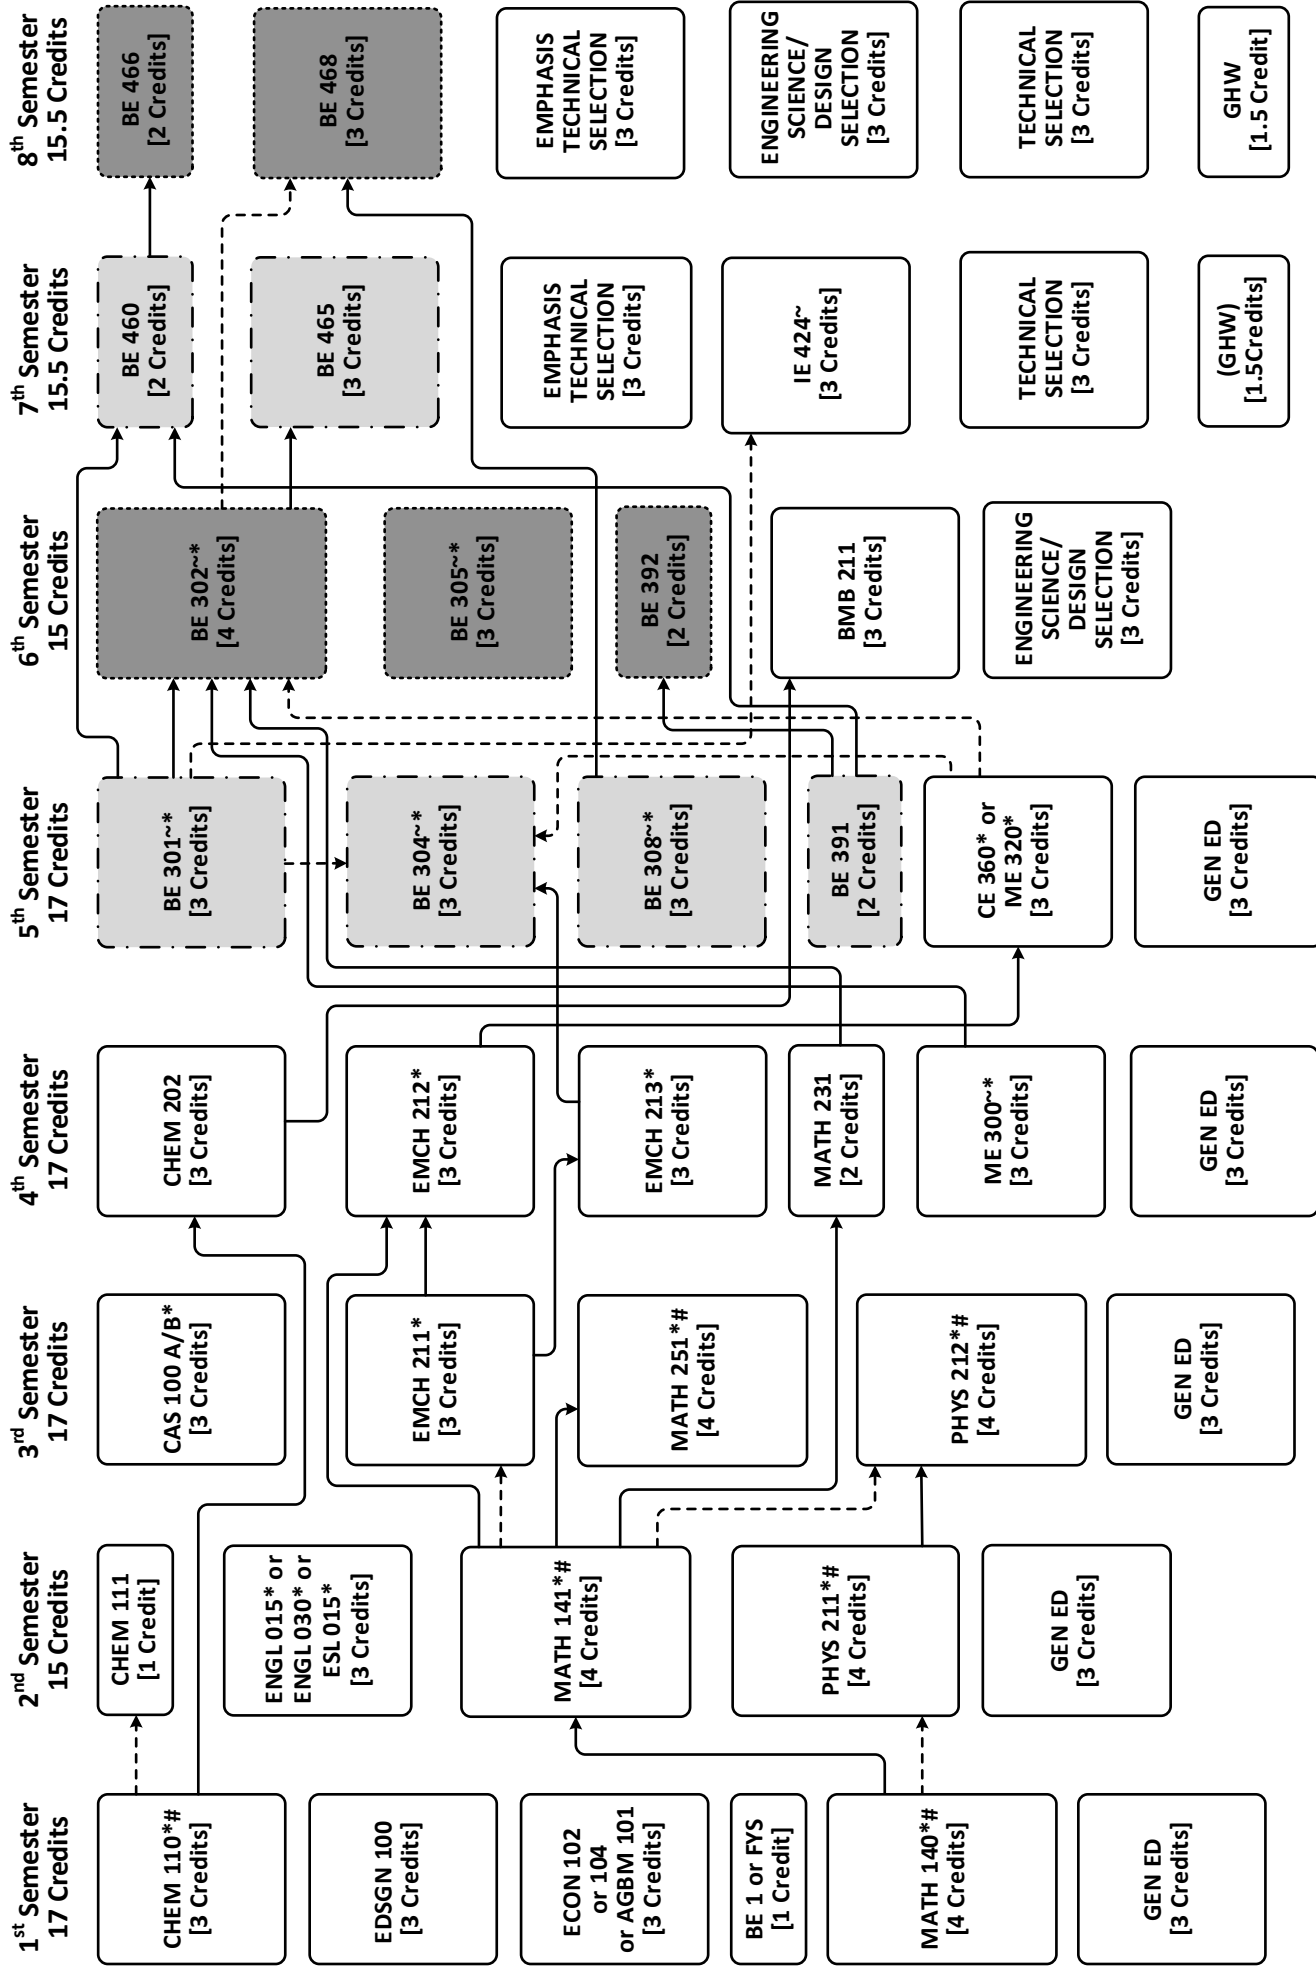 1st Semester
17 Credits
CHEM 110*#
[3 Credits]
EDSGN 100
[3 Credits]
ECON 102
or 104
or AGBM 101
[3 Credits]
BE 1 or FYS
[1 Credit]
MATH 140*#
[4 Credits]
GEN ED
[3 Credits]
2nd Semester
15 Credits
CHEM 111
[1 Credit]
ENGL 015* or
ENGL 030* or
ESL 015*
[3 Credits]
MATH 141*#
[4 Credits]
PHYS 211*#
[4 Credits]
GEN ED
[3 Credits]
3rd Semester
17 Credits
CAS 100 A/B*
[3 Credits]
EMCH 211*
[3 Credits]
MATH 251*#
[4 Credits]
PHYS 212*#
[4 Credits]
GEN ED
[3 Credits]
4th Semester
17 Credits
CHEM 202
[3 Credits]
EMCH 212*
[3 Credits]
EMCH 213*
[3 Credits]
MATH 231
[2 Credits]
ME 300~*
[3 Credits]
GEN ED
[3 Credits]
5th Semester
17 Credits
BE 301~*
[3 Credits]
BE 304~*
[3 Credits]
BE 308~*
[3 Credits]
BE 391
[2 Credits]
CE 360* or
ME 320*
[3 Credits]
GEN ED
[3 Credits]
6th Semester
15 Credits
BE 302~*
[4 Credits]
BE 305~*
[3 Credits]
BE 392
[2 Credits]
BMB 211
[3 Credits]
ENGINEERING
SCIENCE/
DESIGN
SELECTION
[3 Credits]
7th Semester
15.5 Credits
BE 460
[2 Credits]
BE 465
[3 Credits]
EMPHASIS
TECHNICAL
SELECTION
[3 Credits]
IE 424~
[3 Credits]
TECHNICAL
SELECTION
[3 Credits]
(GHW)
[1.5Credits]
8th Semester
15.5 Credits
BE 466
[2 Credits]
BE 468
[3 Credits]
EMPHASIS
TECHNICAL
SELECTION
[3 Credits]
ENGINEERING
SCIENCE/
DESIGN
SELECTION
[3 Credits]
TECHNICAL
SELECTION
[3 Credits]
GHW
[1.5 Credit]